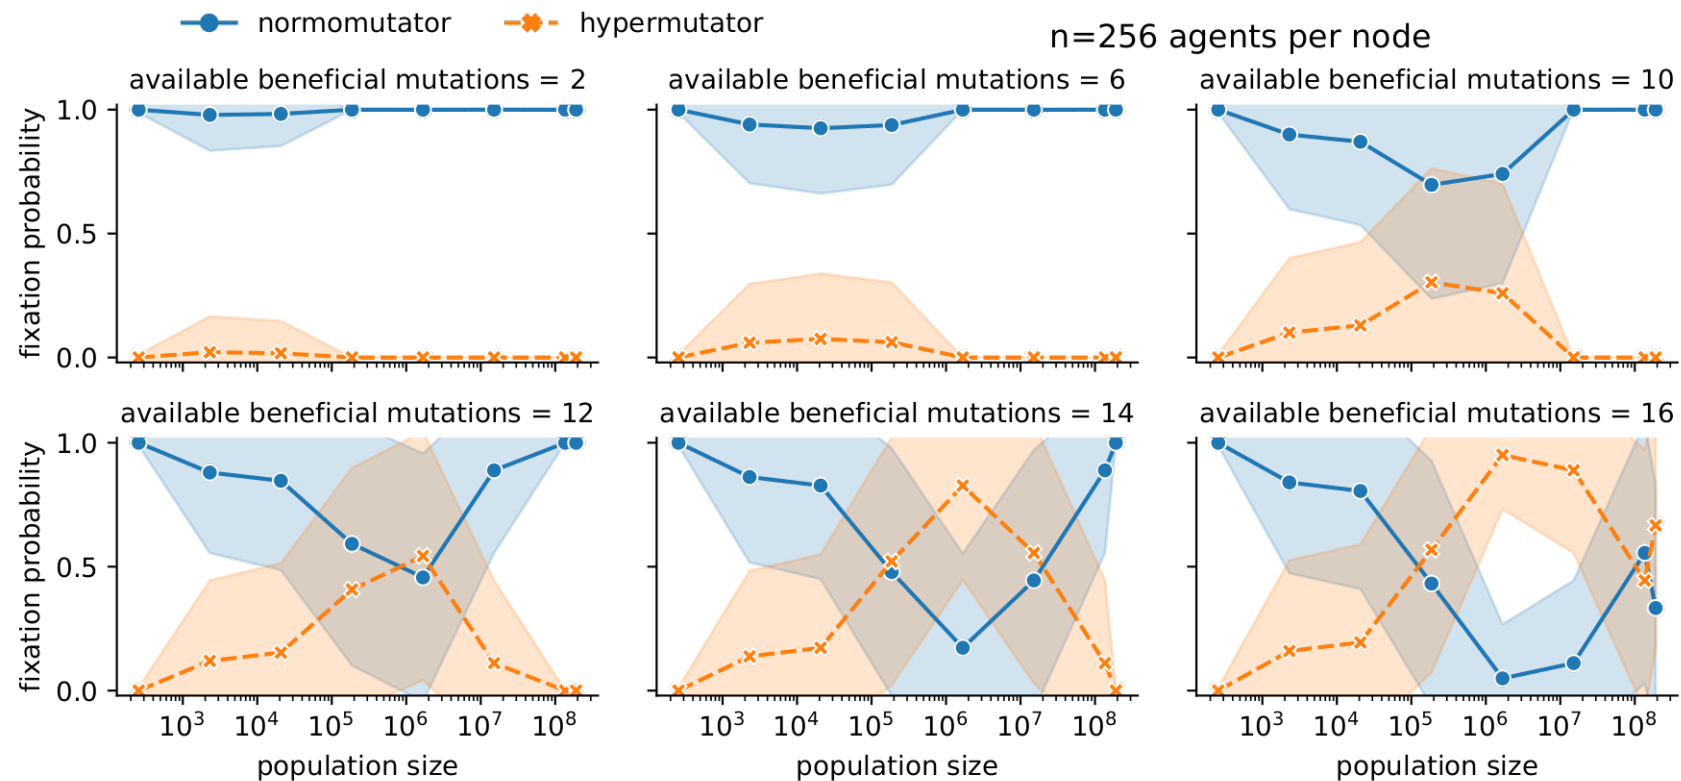 normomutator
hypermutator
n=256 agents per node
available beneficial mutations = 2
available beneficial mutations = 6
available beneficial mutations = 10
fixation probability
1.0
0.5
0.0
available beneficial mutations = 12
available beneficial mutations = 14
available beneficial mutations = 16
fixation probability
1.0
0.5
0.0
10³ 10⁴ 10⁵ 10⁶ 10⁷ 10⁸
10³ 10⁴ 10⁵ 10⁶ 10⁷ 10⁸
10³ 10⁴ 10⁵ 10⁶ 10⁷ 10⁸
population size
population size
population size